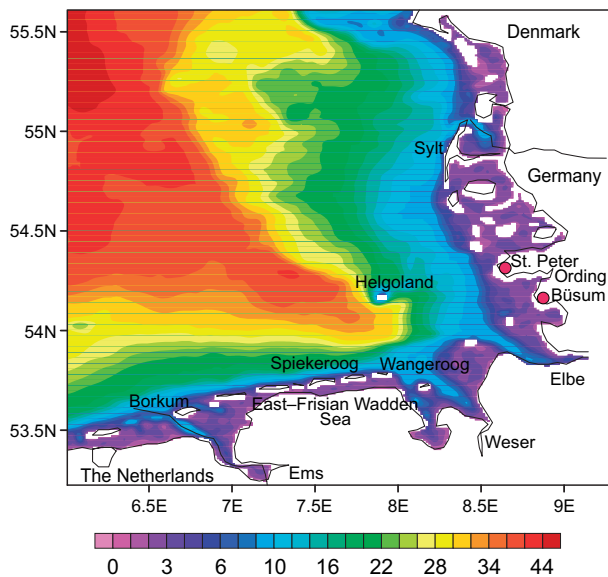 55.5N
Denmark
55N
Sylt
Germany
54.5N
St. Peter
Ording
Helgoland
Büsum
54N
Spiekeroog
Wangeroog
Elbe
Borkum
East–Frisian Wadden
Sea
53.5N
Weser
The Netherlands
Ems
6.5E 7E 7.5E 8E 8.5E 9E
0 3 6 10 16 22 28 34 44